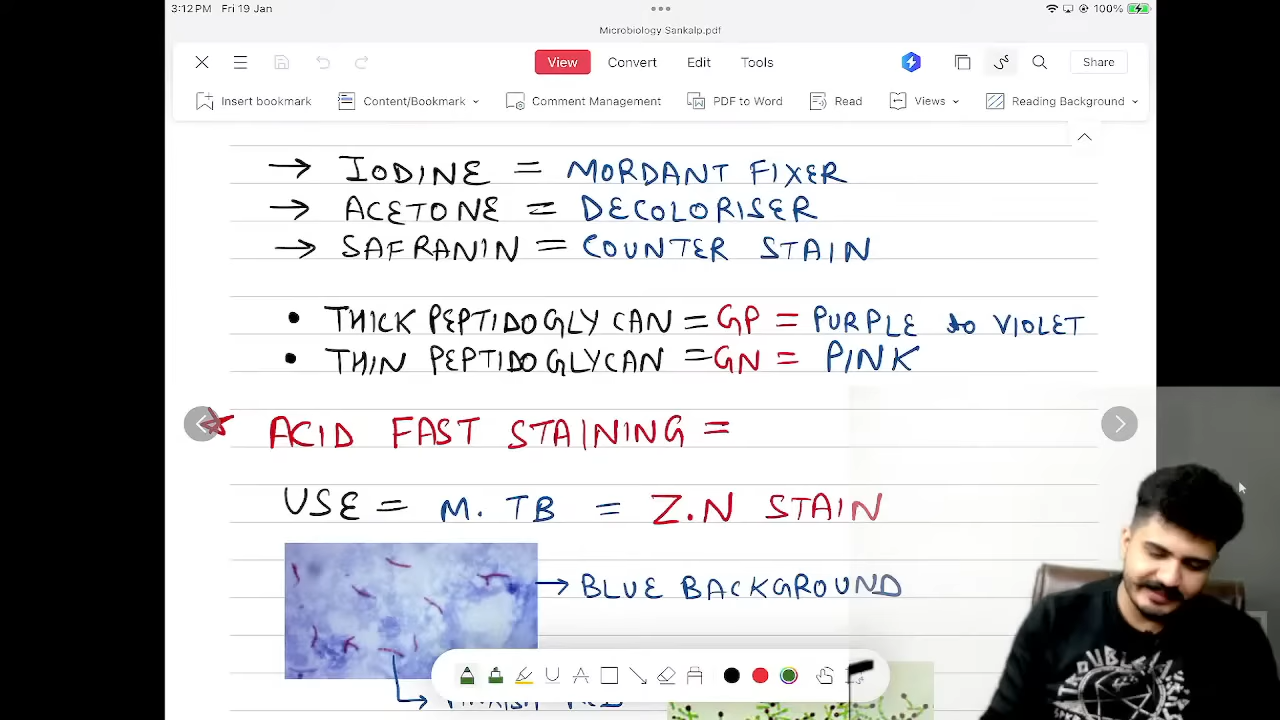 3:12 PM Fri 19 Jan
100%
Microbiology Sankalp.pdf
View Convert Edit Tools Share
Insert bookmark Content/Bookmark Comment Management PDF to Word Read Views Reading Background
→ IODINE = MORDANT FIXER
→ ACETONE = DECOLORISER
→ SAFRANIN = COUNTER STAIN
• THICK PEPTIDOGLYCAN = GP = PURPLE to VIOLET
• THIN PEPTIDOGLYCAN = GN = PINK
ACID FAST STAINING =
USE = M. TB = Z.N STAIN
→ BLUE BACKGROUND